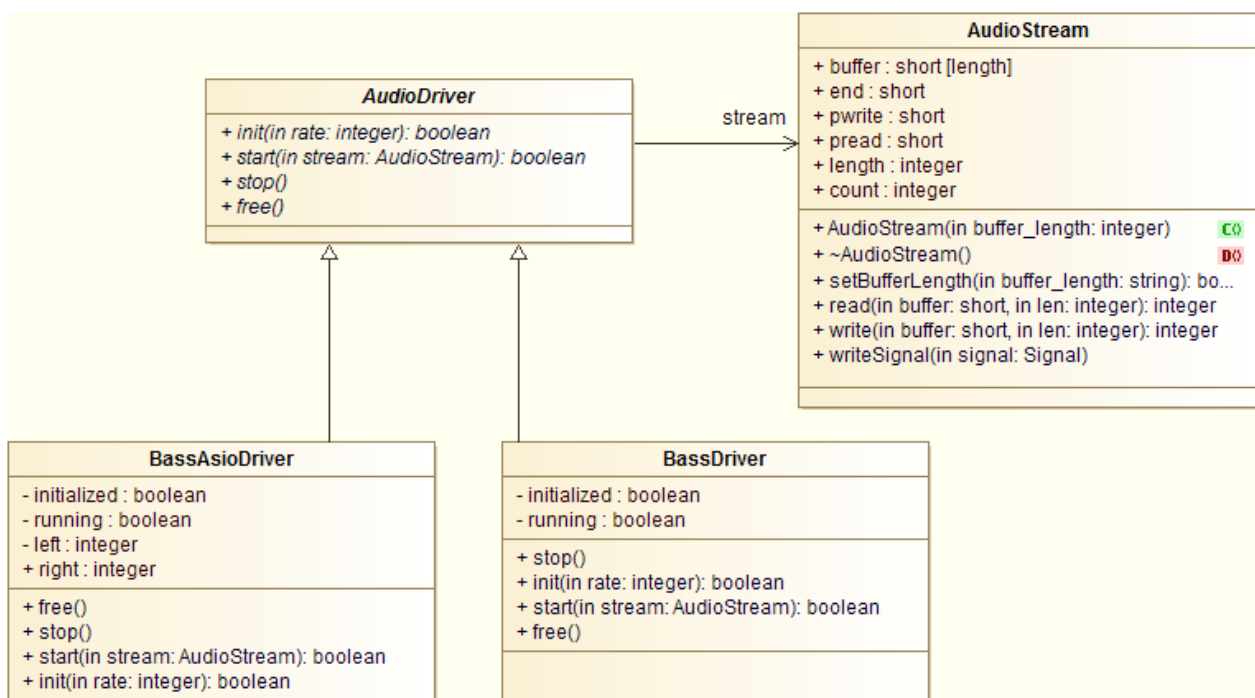 AudioDriver
+ init(in rate: integer): boolean
+ start(in stream: AudioStream): boolean
+ stop()
+ free()
stream
AudioStream
+ buffer : short [length]
+ end : short
+ pwrite : short
+ pread : short
+ length : integer
+ count : integer
+ AudioStream(in buffer_length: integer) C()
+ ~AudioStream() D()
+ setBufferLength(in buffer_length: string): bo...
+ read(in buffer: short, in len: integer): integer
+ write(in buffer: short, in len: integer): integer
+ writeSignal(in signal: Signal)
BassAsioDriver
- initialized : boolean
- running : boolean
- left : integer
+ right : integer
+ free()
+ stop()
+ start(in stream: AudioStream): boolean
+ init(in rate: integer): boolean
BassDriver
- initialized : boolean
- running : boolean
+ stop()
+ init(in rate: integer): boolean
+ start(in stream: AudioStream): boolean
+ free()